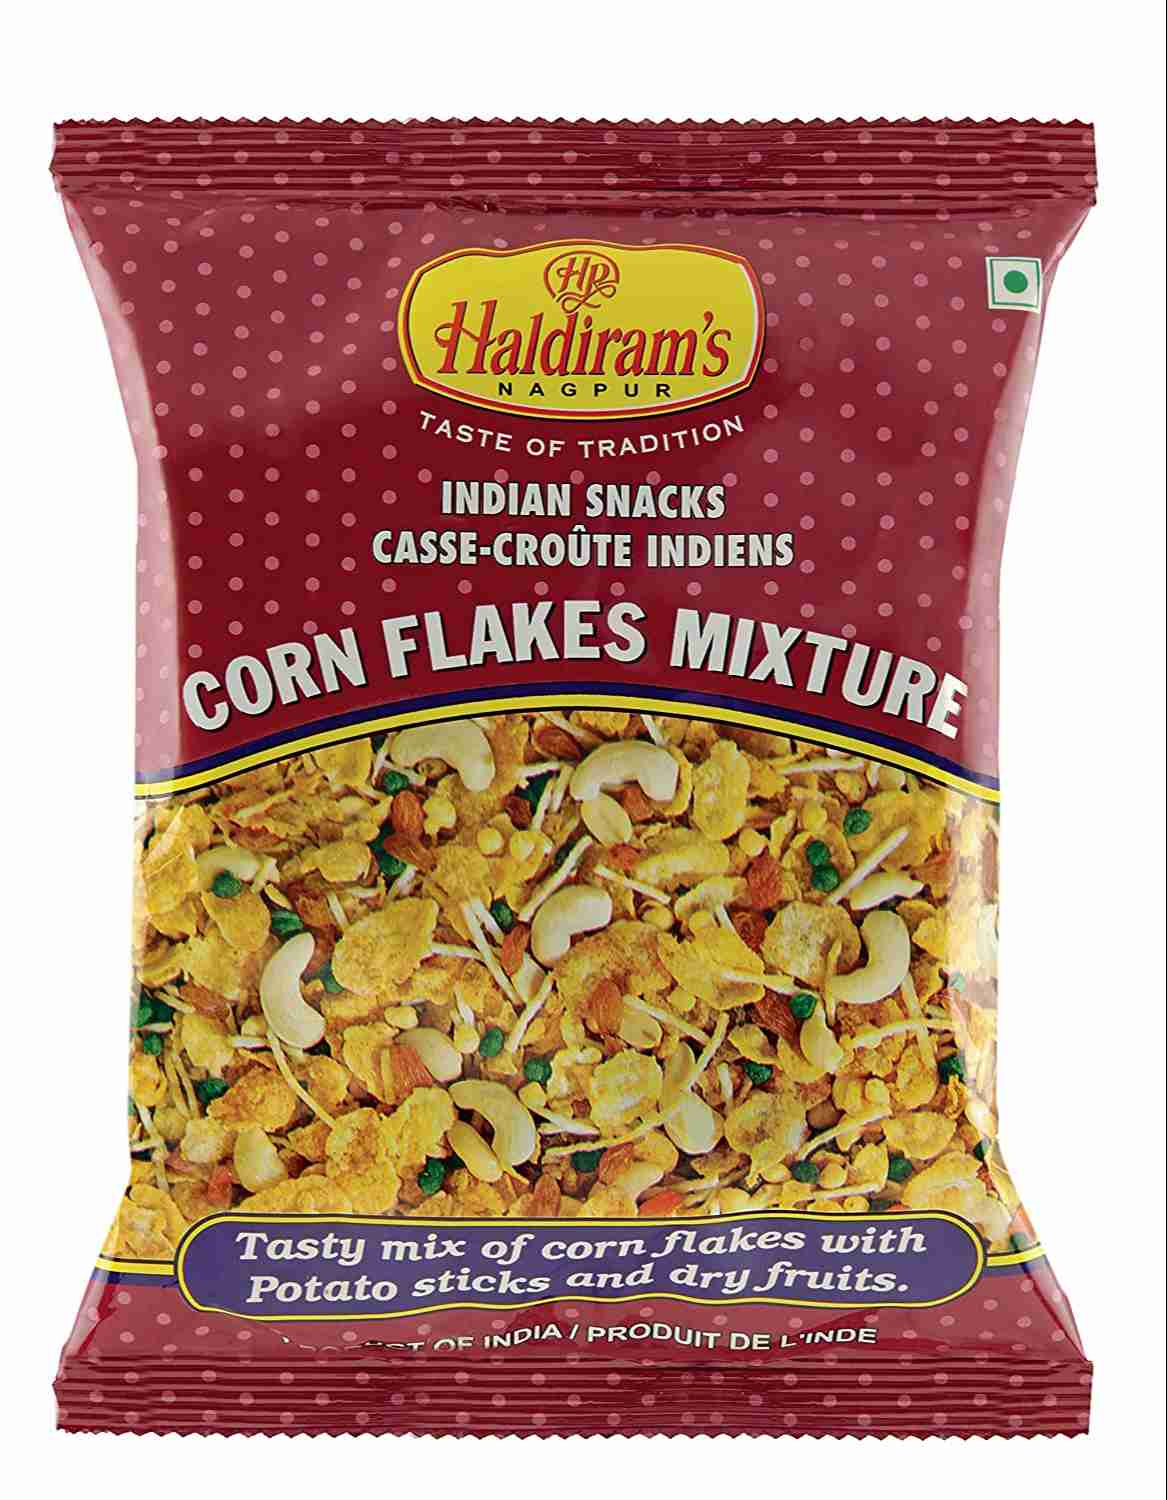 HR
Haldiram's
NAGPUR
TASTE OF TRADITION
INDIAN SNACKS
CASSE-CROÛTE INDIENS
CORN FLAKES MIXTURE
Tasty mix of corn flakes with
Potato sticks and dry fruits.
OF INDIA / PRODUIT DE L'INDE